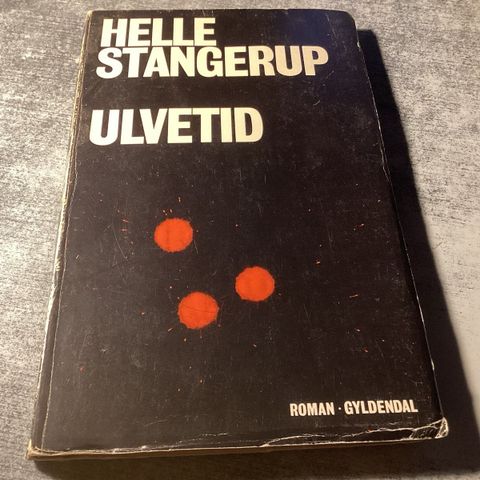 HELLE
STANGERUP
ULVETID
ROMAN · GYLDENDAL